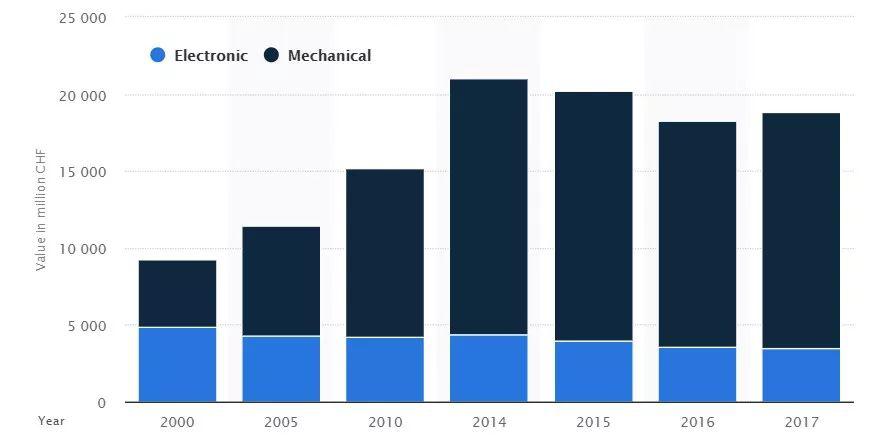 25 000
Electronic Mechanical
20 000
15 000
10 000
5 000
0
Value in million CHF
Year 2000 2005 2010 2014 2015 2016 2017